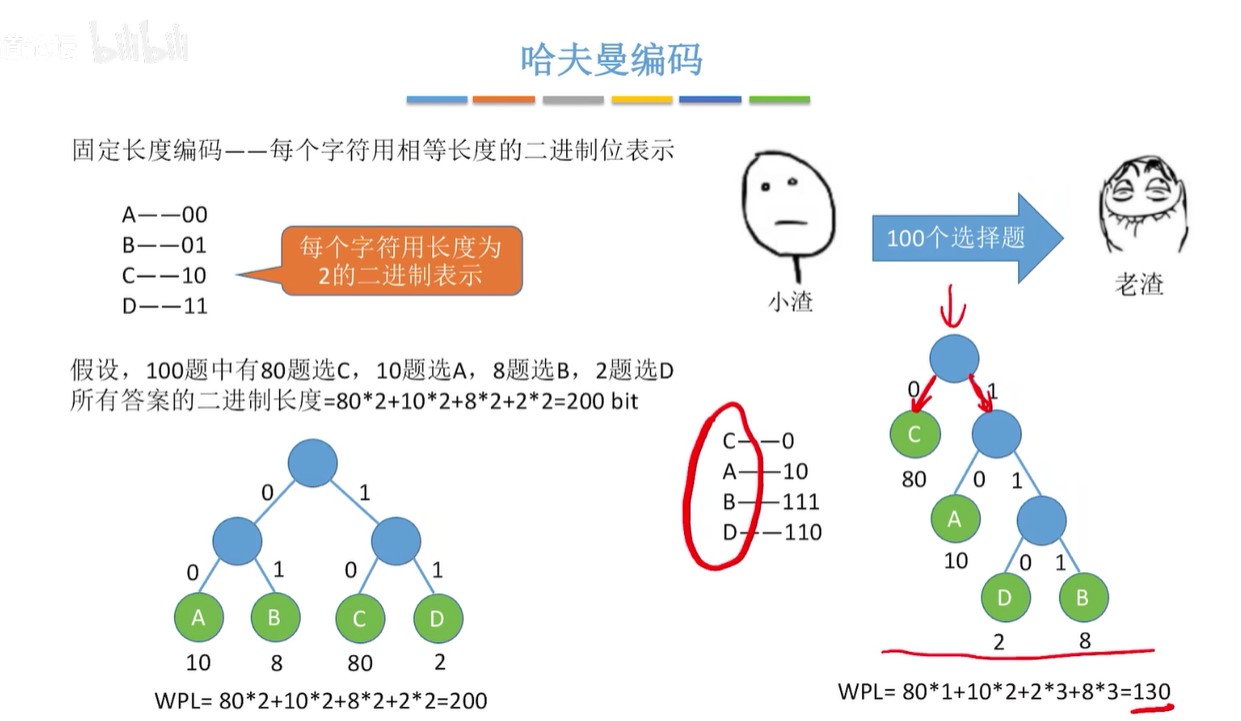 bilibili
哈夫曼编码
固定长度编码——每个字符用相等长度的二进制位表示
A——00
B——01
C——10
D——11
每个字符用长度为
2的二进制表示
100个选择题
小渣
老渣
假设，100题中有80题选C，10题选A，8题选B，2题选D
所有答案的二进制长度=80*2+10*2+8*2+2*2=200 bit
0 1
0 1 0 1
A B C D
10 8 80 2
WPL= 80*2+10*2+8*2+2*2=200
C——0
A——10
B——111
D——110
0 1
C
80 0 1
A
10 0 1
D B
2 8
WPL= 80*1+10*2+2*3+8*3=130